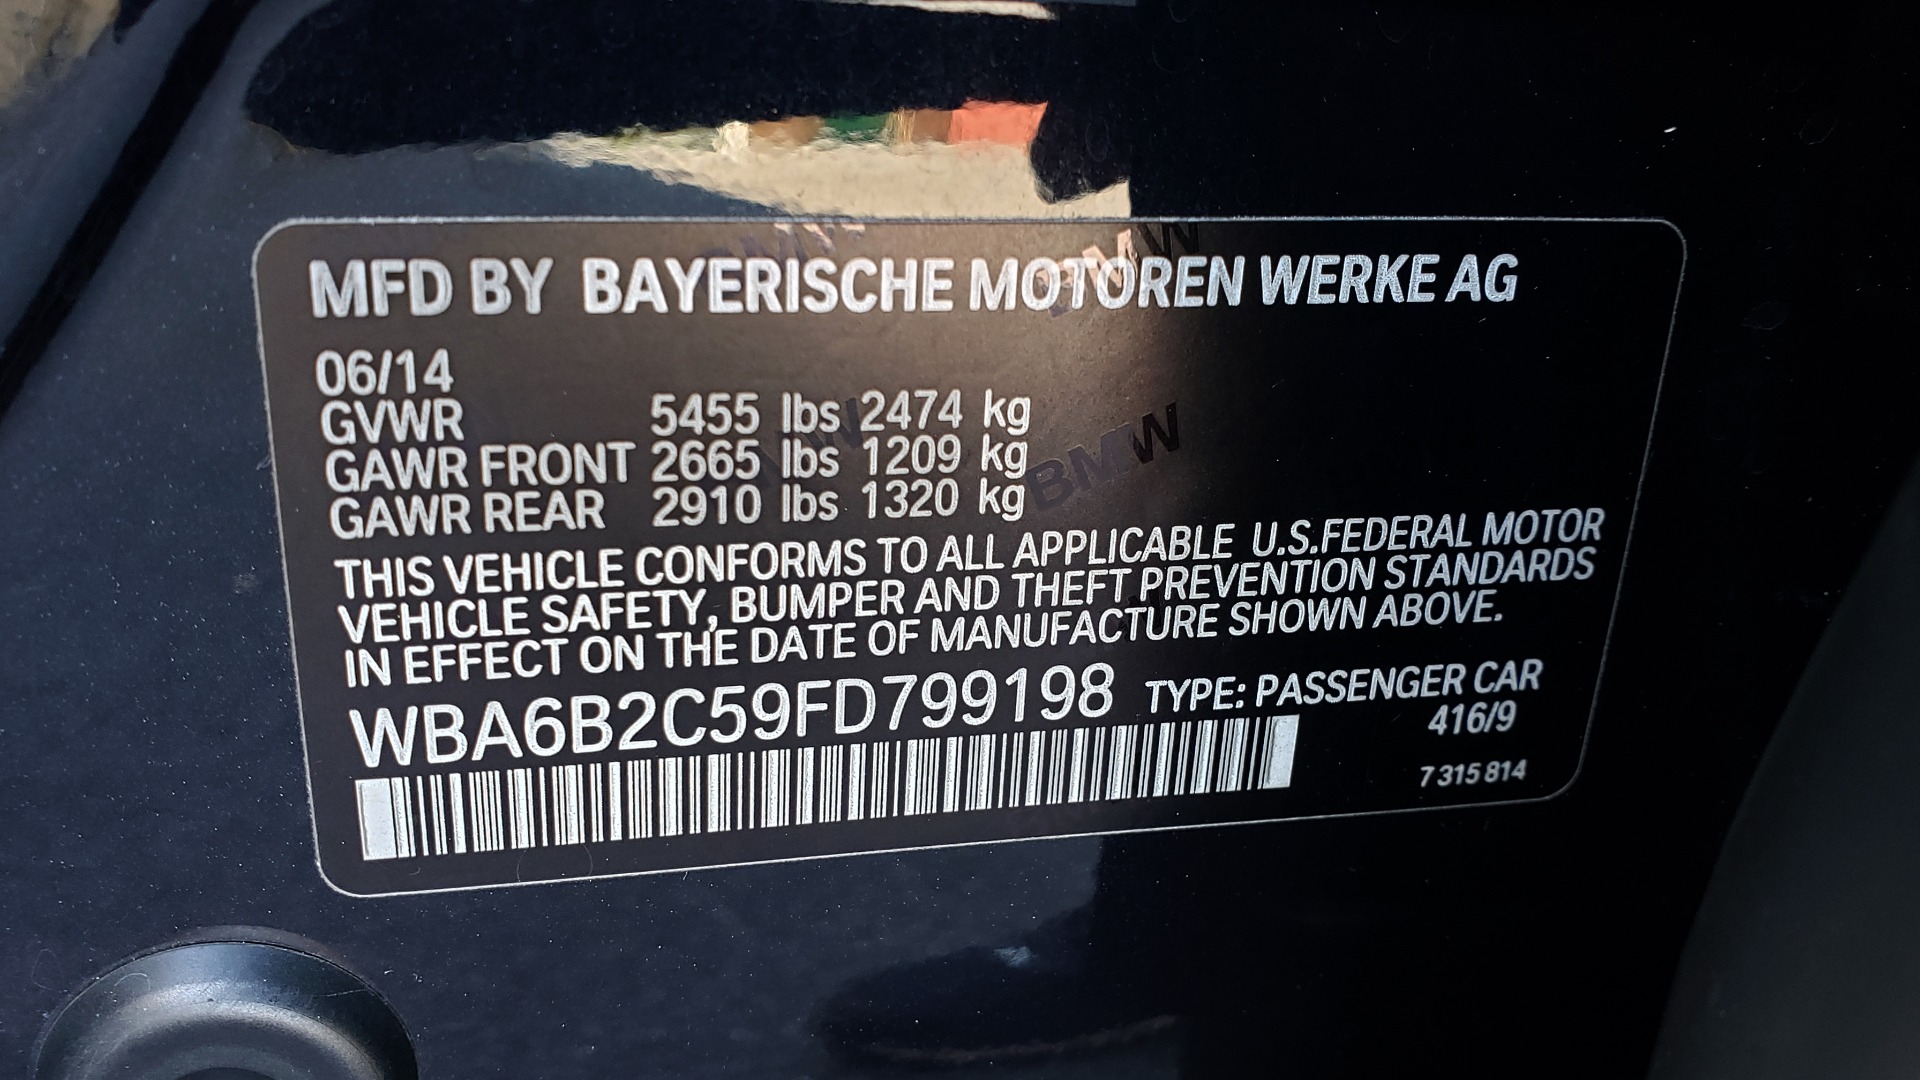 MFD BY BAYERISCHE MOTOREN WERKE AG
06/14
GVWR 5455 lbs 2474 kg
GAWR FRONT 2665 lbs 1209 kg
GAWR REAR 2910 lbs 1320 kg
THIS VEHICLE CONFORMS TO ALL APPLICABLE U.S.FEDERAL MOTOR
VEHICLE SAFETY, BUMPER AND THEFT PREVENTION STANDARDS
IN EFFECT ON THE DATE OF MANUFACTURE SHOWN ABOVE.
WBA6B2C59FD799198 TYPE: PASSENGER CAR
416/9
7 315 814
BMW
BMW
BMW